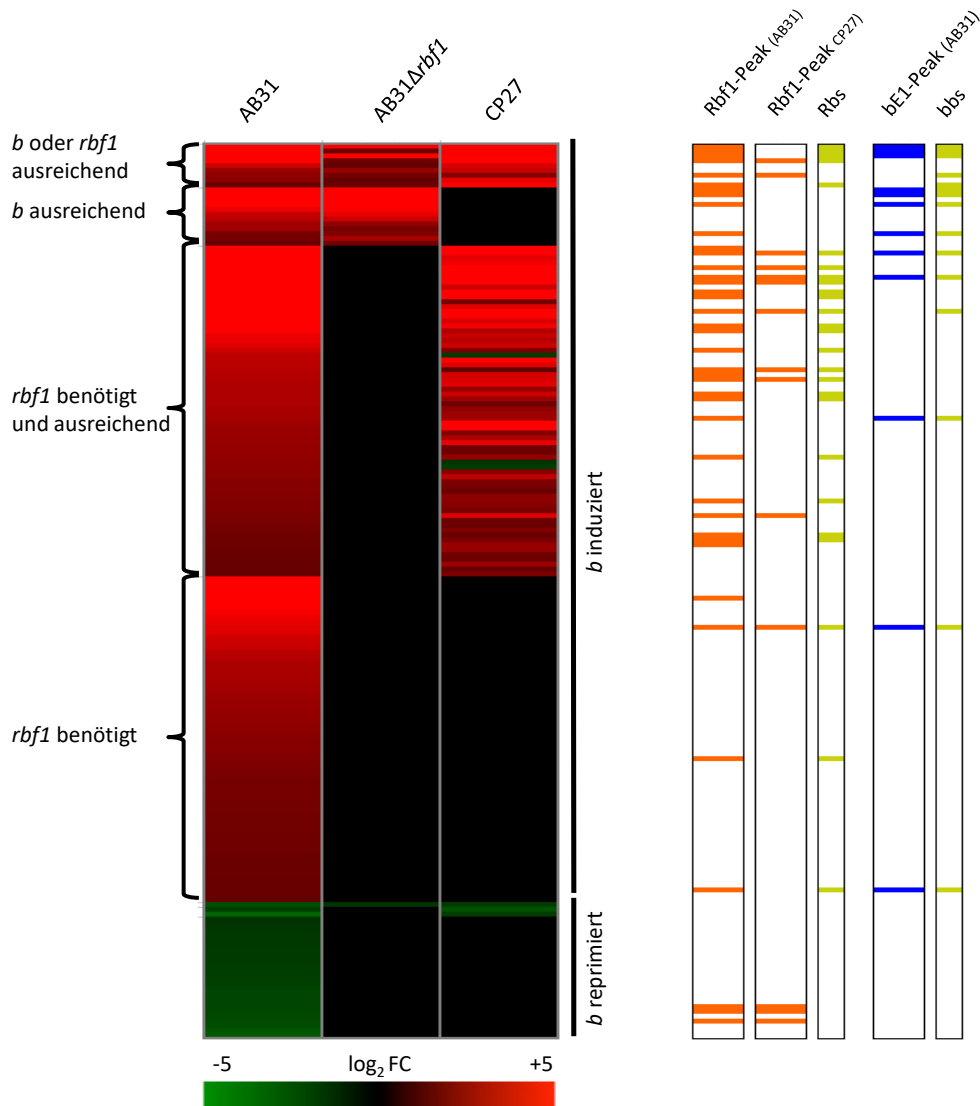 AB31
AB31Δrbf1
CP27
Rbf1-Peak (AB31)
Rbf1-Peak CP27)
Rbs
bE1-Peak (AB31)
bbs
b oder rbf1
ausreichend
b ausreichend
rbf1 benötigt
und ausreichend
rbf1 benötigt
b induziert
b reprimiert
-5
log2 FC
+5